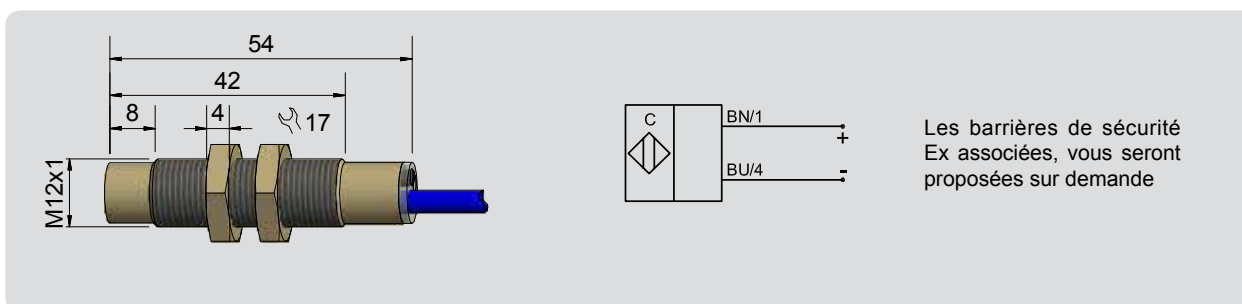 54
42
8
4
17
M12x1
C
BN/1
+
BU/4
-
Les barrières de sécurité
Ex associées, vous seront
proposées sur demande